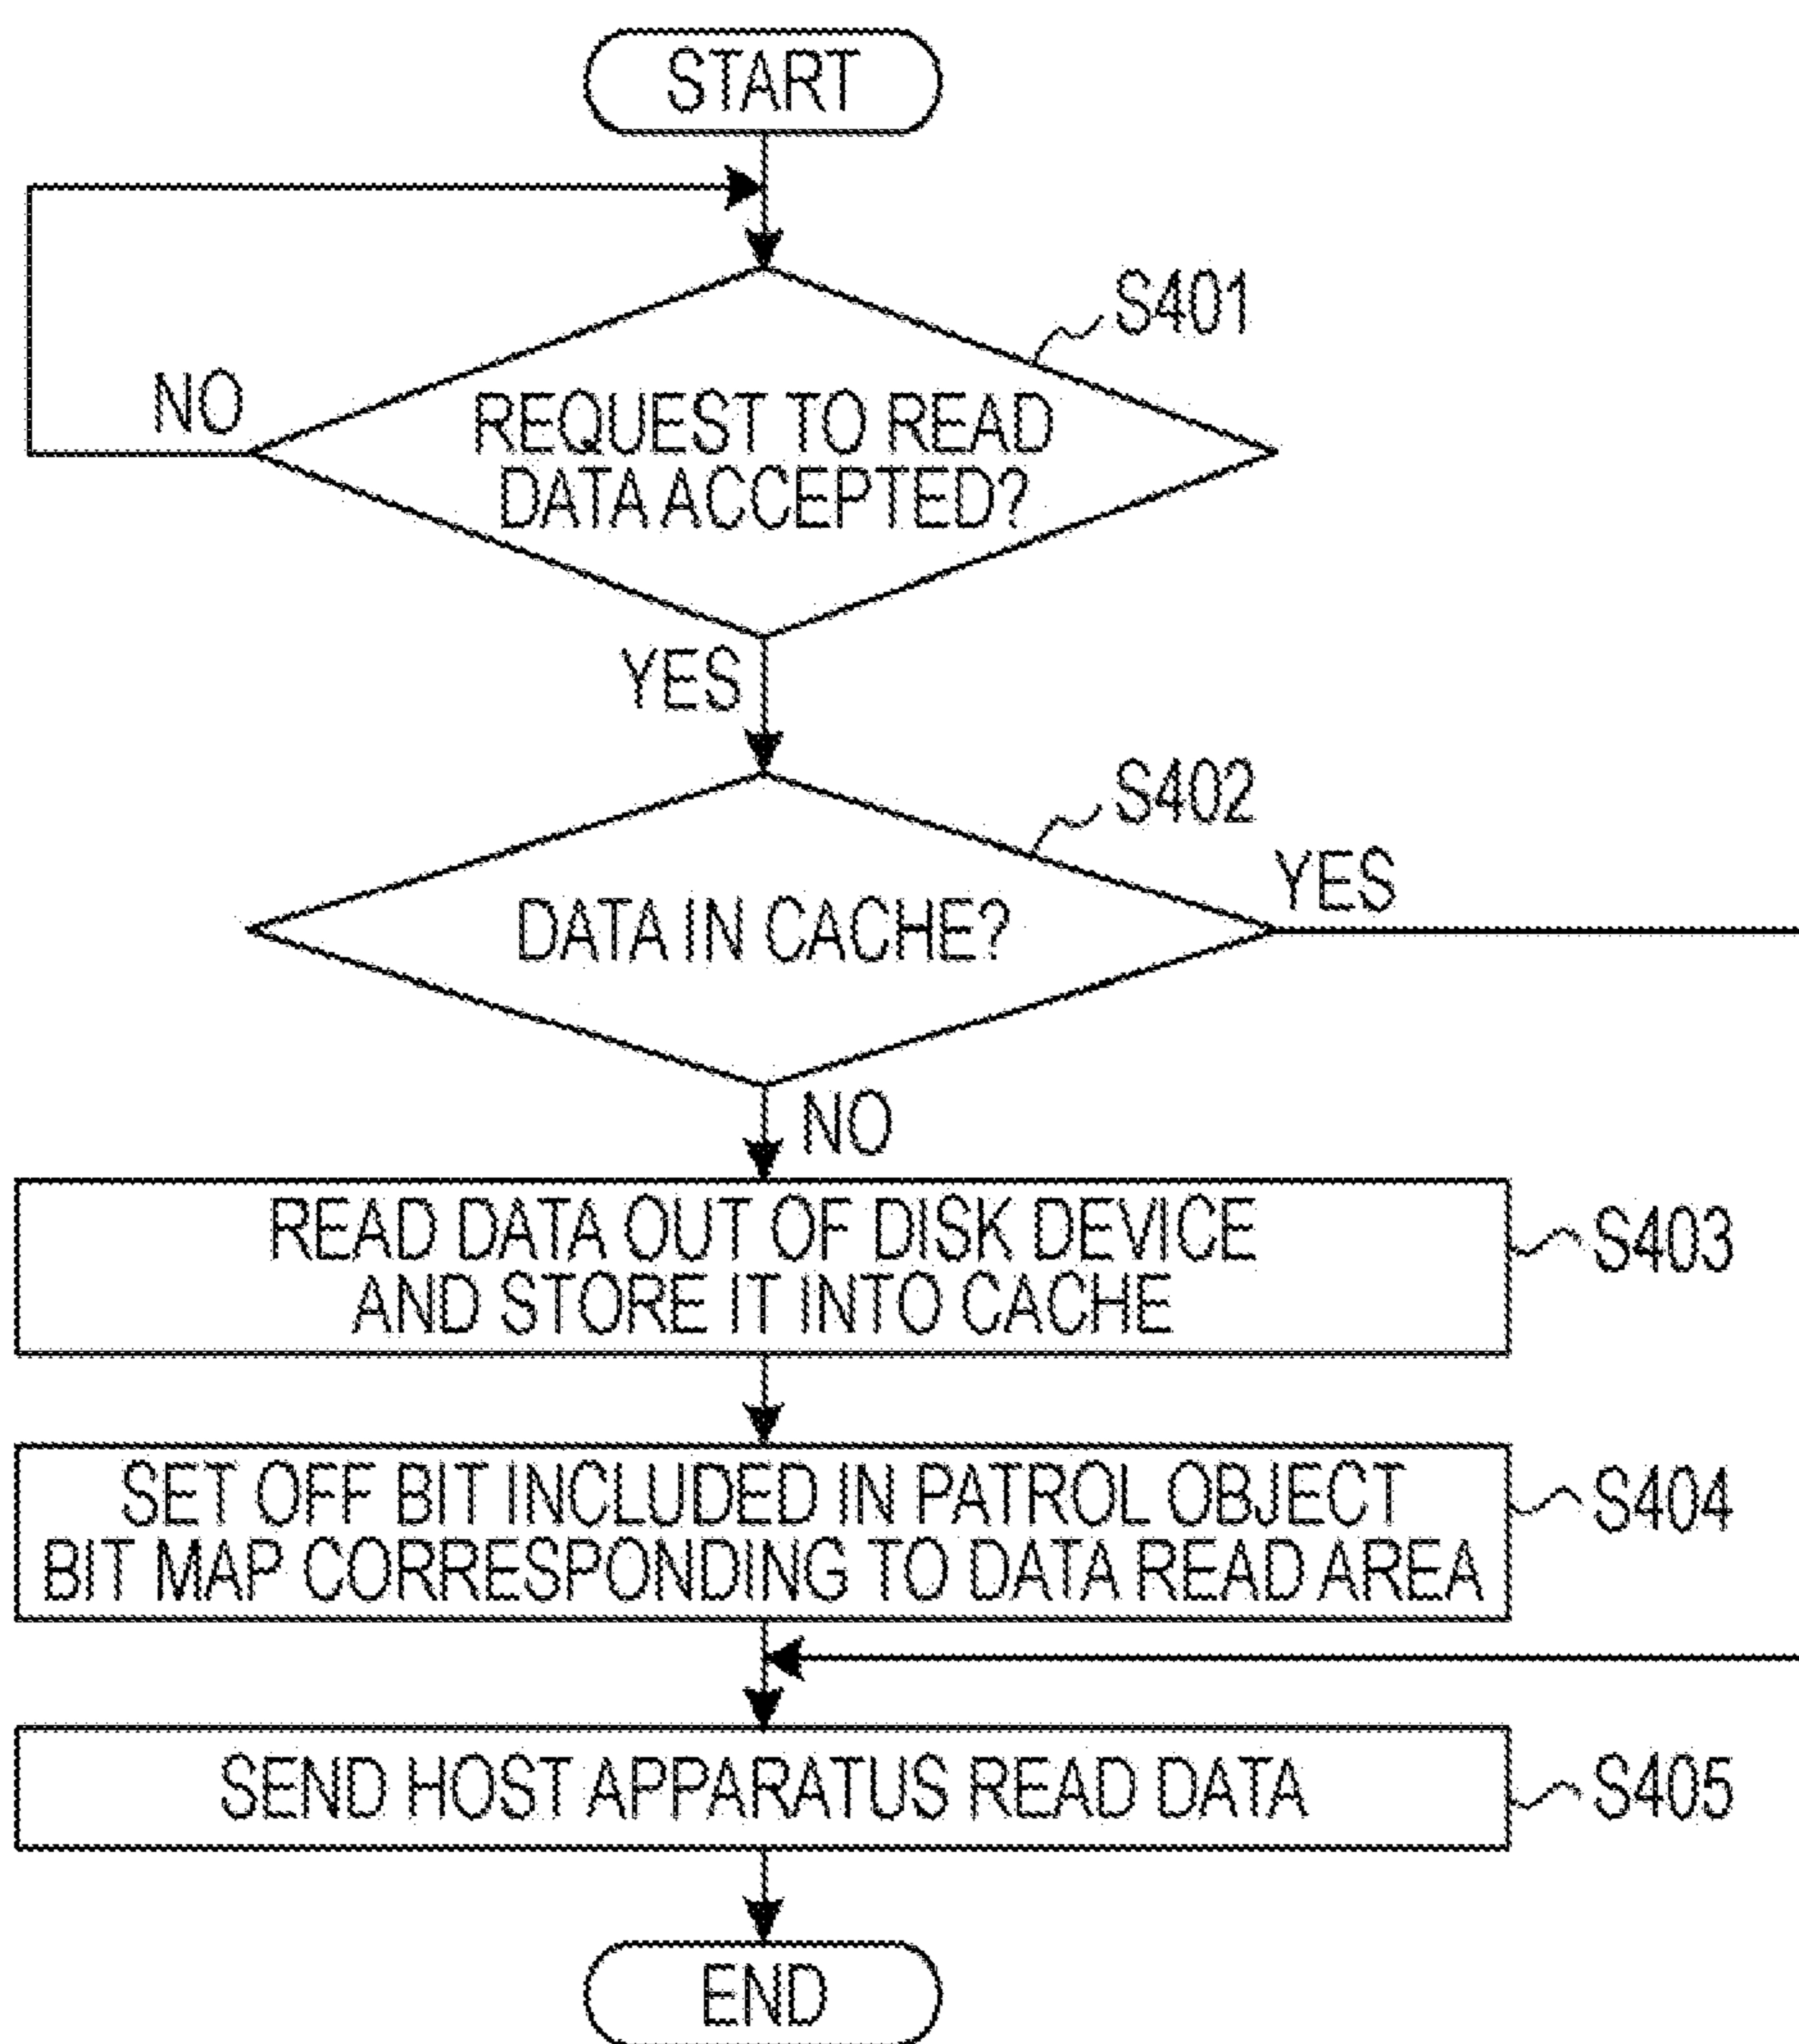 START
S401
NO
REQUEST TO READ
DATA ACCEPTED?
YES
S402
YES
DATA IN CACHE?
NO
READ DATA OUT OF DISK DEVICE
AND STORE IT INTO CACHE
S403
SET OFF BIT INCLUDED IN PATROL OBJECT
BIT MAP CORRESPONDING TO DATA READ AREA
S404
SEND HOST APPARATUS READ DATA
S405
END